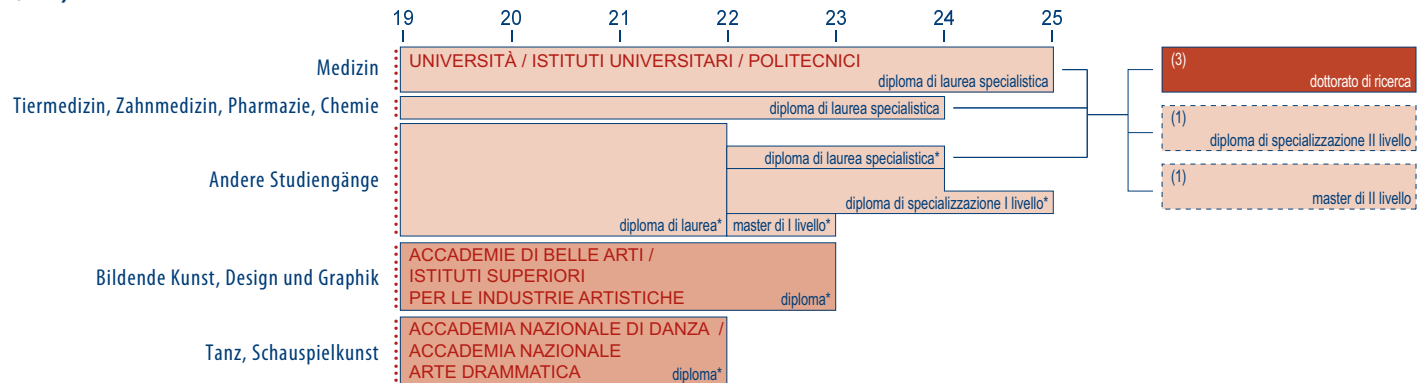 19 20 21 22 23 24 25
Medizin
UNIVERSITÀ / ISTITUTI UNIVERSITARI / POLITECNICI
diploma di laurea specialistica
(3)
dottorato di ricerca
Tiermedizin, Zahnmedizin, Pharmazie, Chemie
diploma di laurea specialistica
(1)
diploma di specializzazione II livello
Andere Studiengänge
diploma di laurea specialistica*
(1)
master di II livello
diploma di specializzazione I livello*
diploma di laurea*
master di I livello*
Bildende Kunst, Design und Graphik
ACCADEMIE DI BELLE ARTI /
ISTITUTI SUPERIORI
PER LE INDUSTRIE ARTISTICHE
diploma*
Tanz, Schauspielkunst
ACCADEMIA NAZIONALE DI DANZA /
ACCADEMIA NAZIONALE
ARTE DRAMMATICA
diploma*